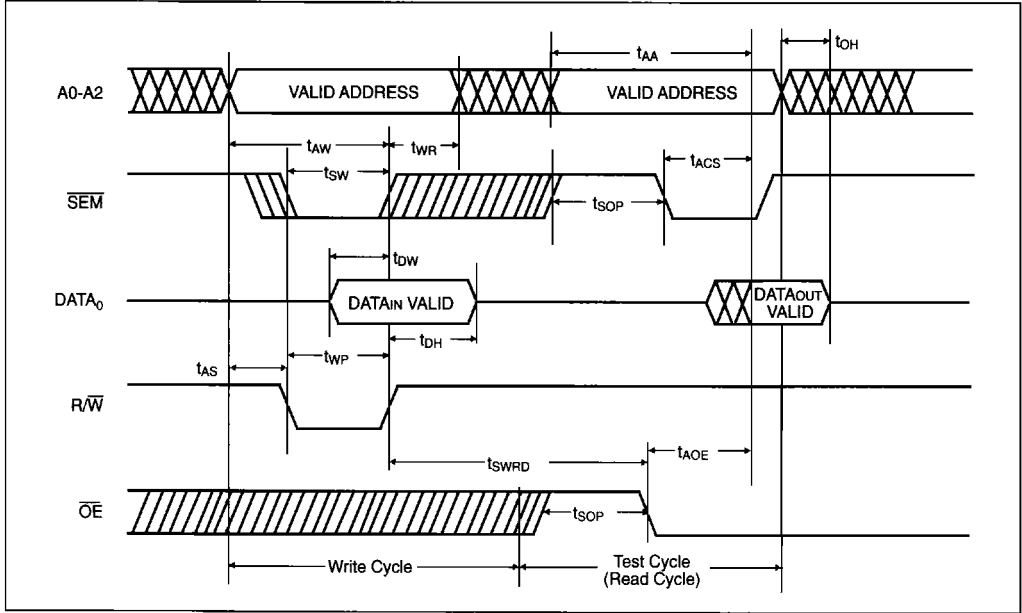 tOH
tAA
A0-A2
VALID ADDRESS
VALID ADDRESS
tAW
tWR
tACS
tSW
SEM
tSOP
tDW
DATA0
DATAIN VALID
DATAOUT
VALID
tDH
tWP
tAS
R/W
tSWRD
tAOE
OE
tSOP
Write Cycle
Test Cycle
(Read Cycle)